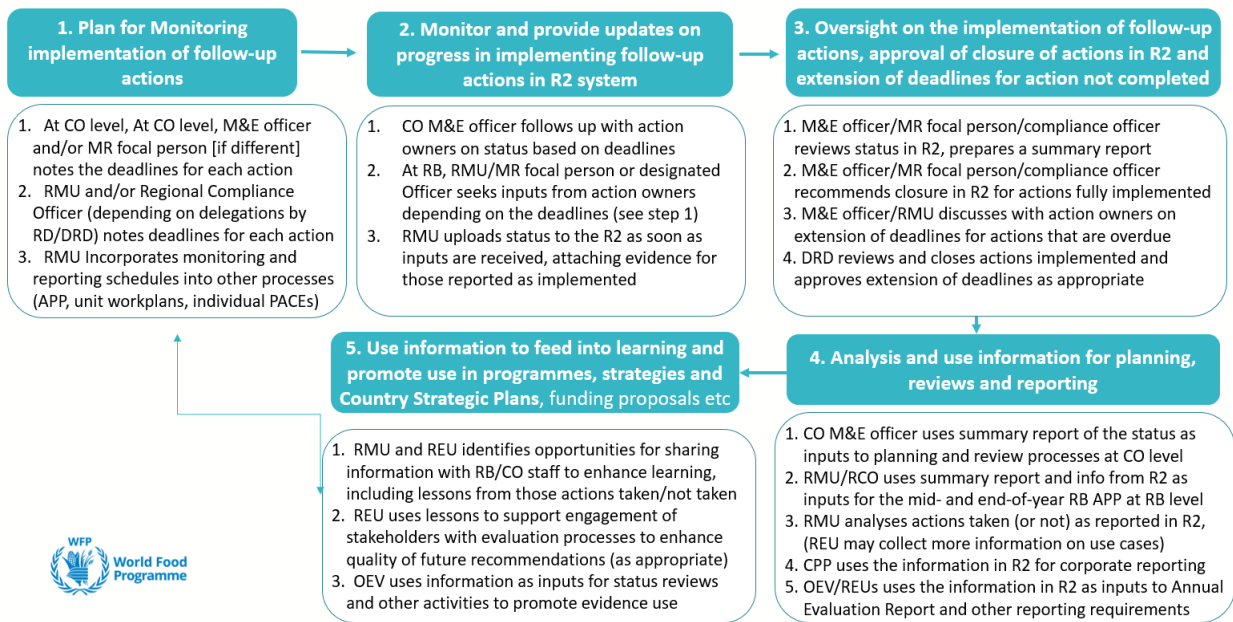 1. Plan for Monitoring
implementation of follow-up
actions
1. At CO level, At CO level, M&E officer
and/or MR focal person [if different]
notes the deadlines for each action
2. RMU and/or Regional Compliance
Officer (depending on delegations by
RD/DRD) notes deadlines for each action
3. RMU Incorporates monitoring and
reporting schedules into other processes
(APP, unit workplans, individual PACEs)
2. Monitor and provide updates on
progress in implementing follow-up
actions in R2 system
1. CO M&E officer follows up with action
owners on status based on deadlines
2. At RB, RMU/MR focal person or designated
Officer seeks inputs from action owners
depending on the deadlines (see step 1)
3. RMU uploads status to the R2 as soon as
inputs are received, attaching evidence for
those reported as implemented
3. Oversight on the implementation of follow-up
actions, approval of closure of actions in R2 and
extension of deadlines for action not completed
1. M&E officer/MR focal person/compliance officer
reviews status in R2, prepares a summary report
2. M&E officer/MR focal person/compliance officer
recommends closure in R2 for actions fully implemented
3. M&E officer/RMU discusses with action owners on
extension of deadlines for actions that are overdue
4. DRD reviews and closes actions implemented and
approves extension of deadlines as appropriate
4. Analysis and use information for planning,
reviews and reporting
1. CO M&E officer uses summary report of the status as
inputs to planning and review processes at CO level
2. RMU/RCO uses summary report and info from R2 as
inputs for the mid- and end-of-year RB APP at RB level
3. RMU analyses actions taken (or not) as reported in R2,
(REU may collect more information on use cases)
4. CPP uses the information in R2 for corporate reporting
5. OEV/REUs uses the information in R2 as inputs to Annual
Evaluation Report and other reporting requirements
5. Use information to feed into learning and
promote use in programmes, strategies and
Country Strategic Plans, funding proposals etc
1. RMU and REU identifies opportunities for sharing
information with RB/CO staff to enhance learning,
including lessons from those actions taken/not taken
2. REU uses lessons to support engagement of
stakeholders with evaluation processes to enhance
quality of future recommendations (as appropriate)
3. OEV uses information as inputs for status reviews
and other activities to promote evidence use
WFP
World Food
Programme